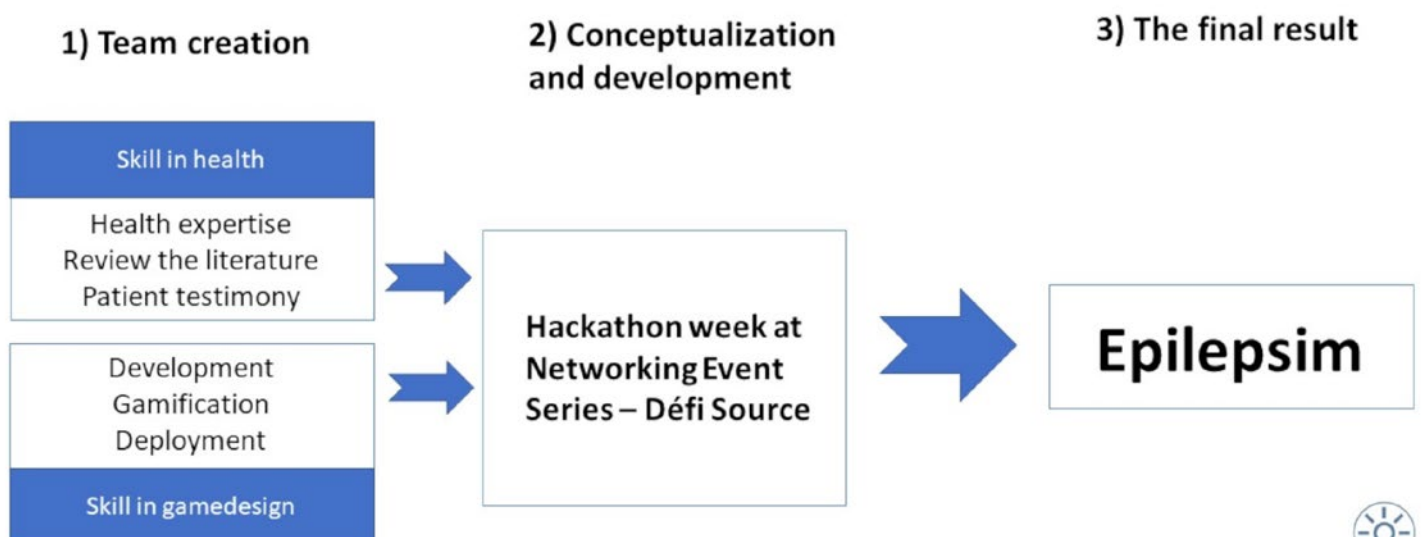 1) Team creation
2) Conceptualization
and development
3) The final result
Skill in health
Health expertise
Review the literature
Patient testimony
Development
Gamification
Deployment
Skill in gamedesign
Hackathon week at
Networking Event
Series – Défi Source
Epilepsim